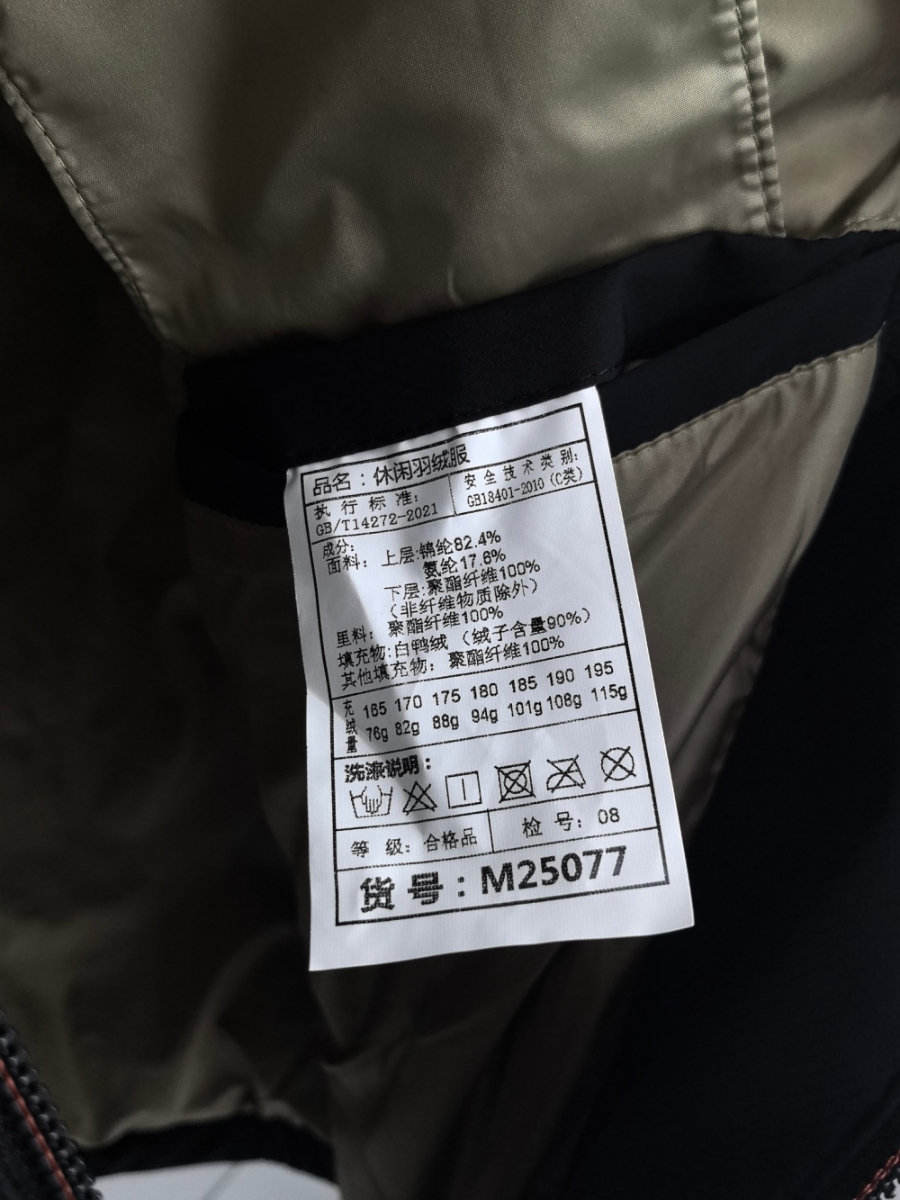 品名：休闲羽绒服
执行标准：
GB/T14272-2021
安全技术类别：
GB18401-2010（C类）
成分：
面料：上层：锦纶82.4%
氨纶17.6%
下层：聚酯纤维100%
（非纤维物质除外）
里料：聚酯纤维100%
填充物：白鸭绒（绒子含量90%）
其他填充物：聚酯纤维100%
充绒量
165 170 175 180 185 190 195
76g 82g 88g 94g 101g 108g 115g
洗涤说明：
等级：合格品
检号：08
货号：M25077